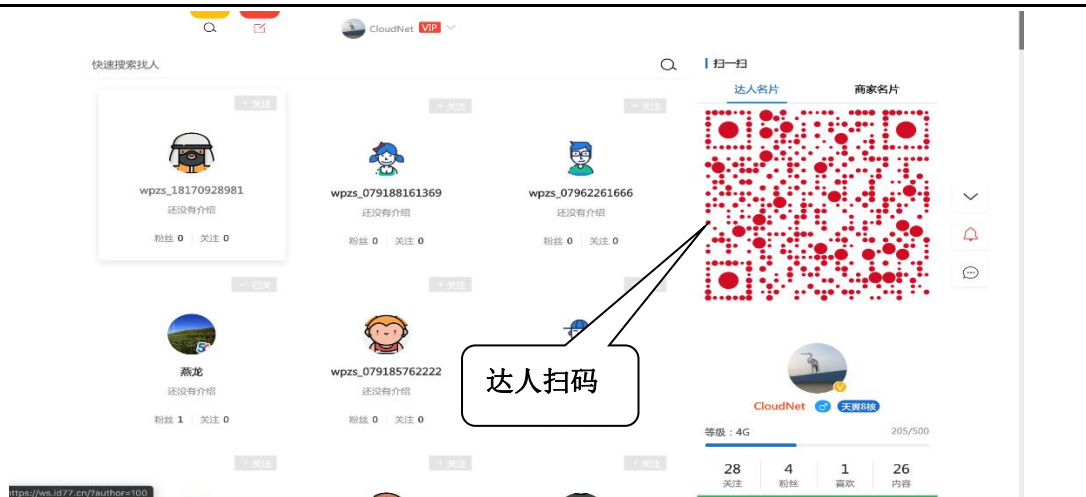 CloudNet VIP
快速搜索找人
扫一扫
达人名片 商家名片
+ 关注 + 关注 + 关注
wpzs_18170928981 wpzs_079188161369 wpzs_07962261666
还没有介绍 还没有介绍 还没有介绍
粉丝 0 关注 0 粉丝 0 关注 0 粉丝 0 关注 0
已关 + 关注
燕龙 wpzs_079185762222
还没有介绍 还没有介绍
粉丝 1 关注 0 粉丝 0 关注 0
达人扫码
CloudNet 天翼8核
等级：4G 205/500
28 4 1 26
关注 粉丝 喜欢 内容
+ 关注 + 关注 + 关注
https://ws.id77.cn/?author=100